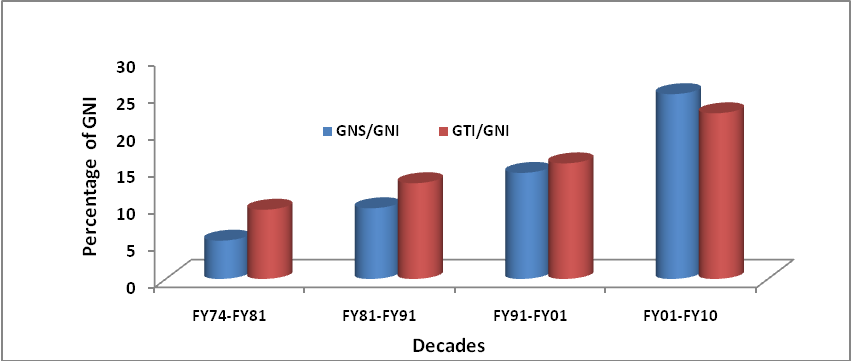 30
25
20
15
10
5
0
Percentage of GNI
GNS/GNI GTI/GNI
FY74-FY81 FY81-FY91 FY91-FY01 FY01-FY10
Decades